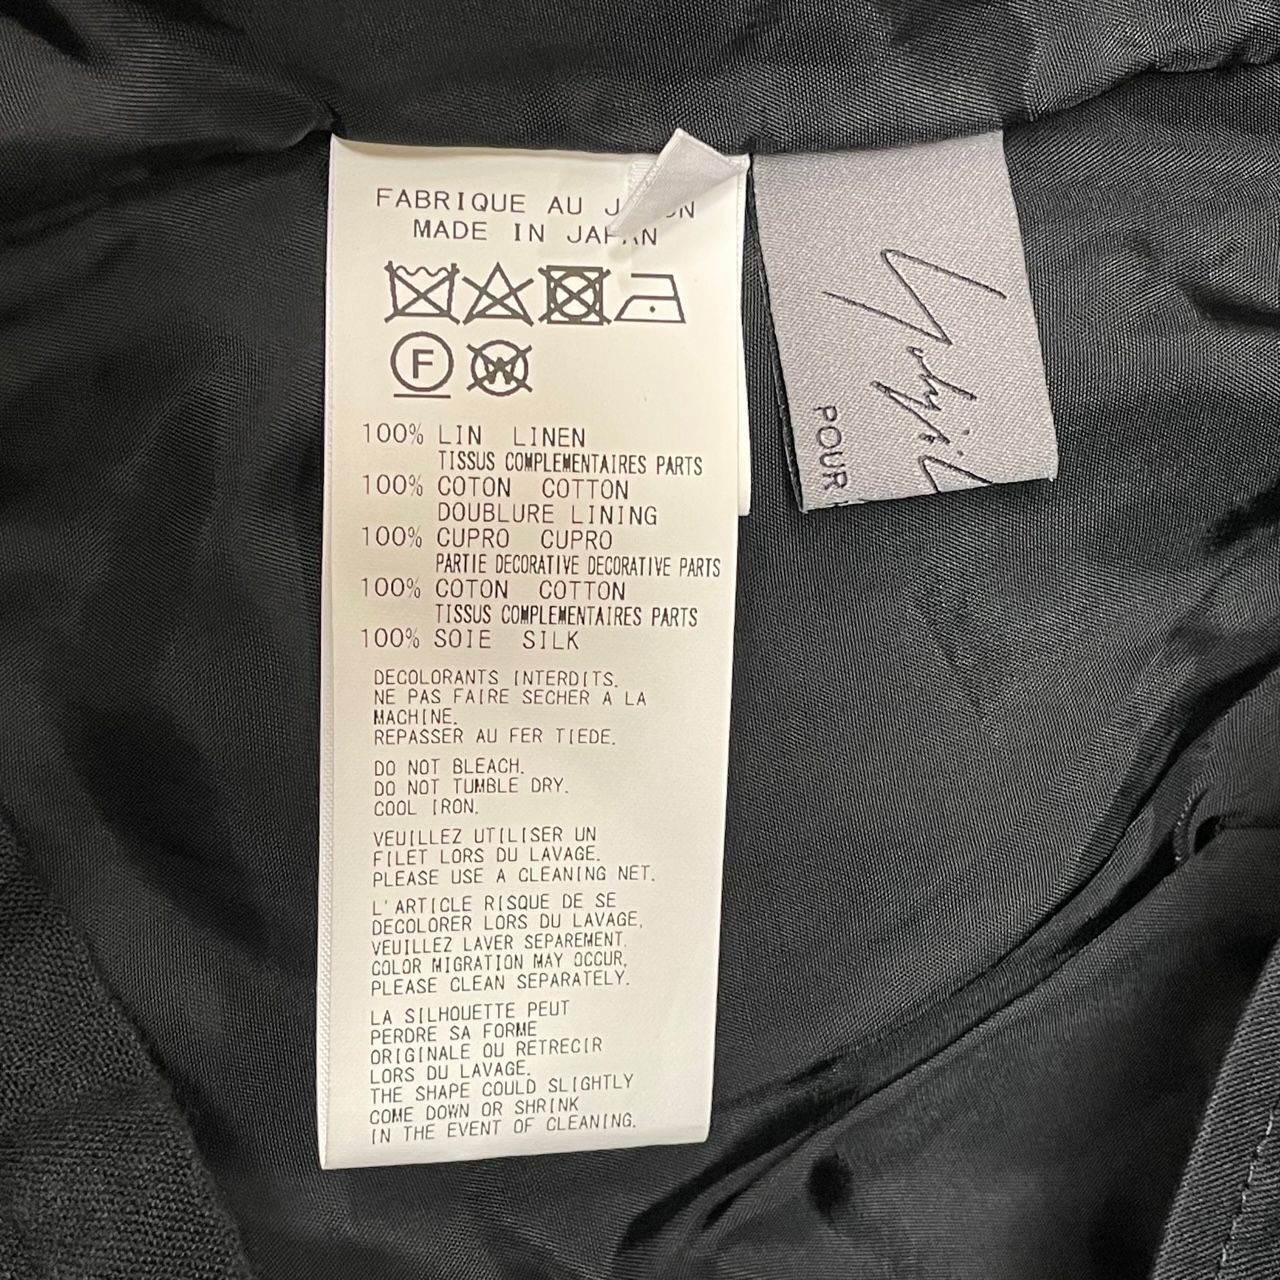 FABRIQUE AU
MADE IN JAPAN
F
W
100% LIN LINEN
TISSUS COMPLEMENTAIRES PARTS
100% COTON COTTON
DOUBLURE LINING
100% CUPRO CUPRO
PARTIE DECORATIVE DECORATIVE PARTS
100% COTON COTTON
TISSUS COMPLEMENTAIRES PARTS
100% SOIE SILK
DECOLORANTS INTERDITS.
NE PAS FAIRE SECHER A LA
MACHINE.
REPASSER AU FER TIEDE.
DO NOT BLEACH.
DO NOT TUMBLE DRY.
COOL IRON.
VEUILLEZ UTILISER UN
FILET LORS DU LAVAGE.
PLEASE USE A CLEANING NET.
L'ARTICLE RISQUE DE SE
DECOLORER LORS DU LAVAGE,
VEUILLEZ LAVER SEPAREMENT.
COLOR MIGRATION MAY OCCUR,
PLEASE CLEAN SEPARATELY.
LA SILHOUETTE PEUT
PERDRE SA FORME
ORIGINALE OU RETRECIR
LORS DU LAVAGE.
THE SHAPE COULD SLIGHTLY
COME DOWN OR SHRINK
IN THE EVENT OF CLEANING.
POUR